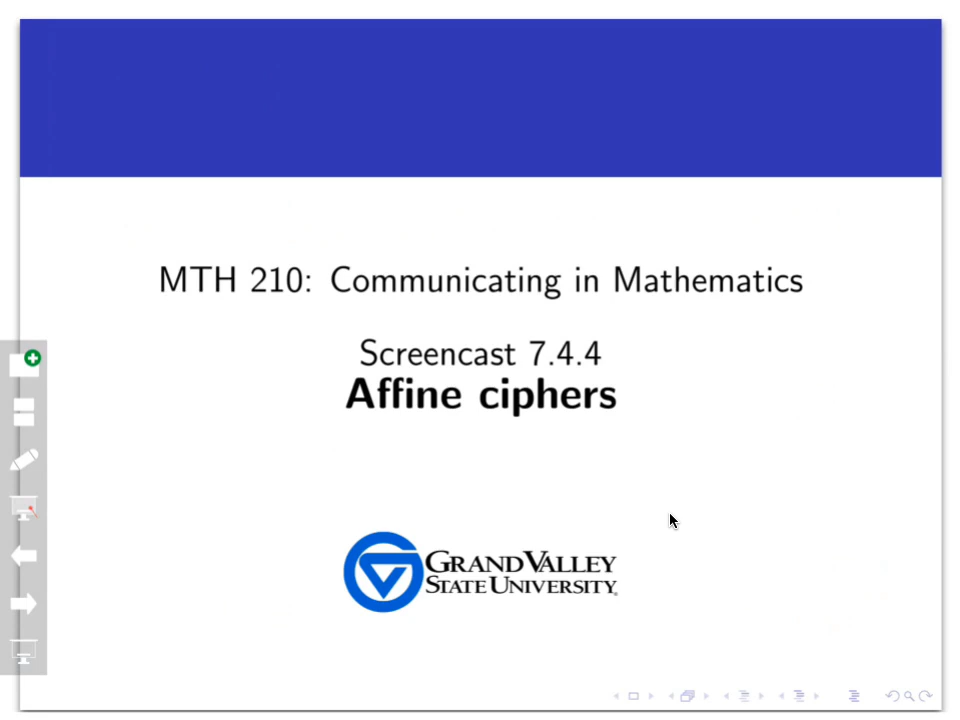 MTH 210: Communicating in Mathematics
Screencast 7.4.4
Affine ciphers
GRAND VALLEY
STATE UNIVERSITY